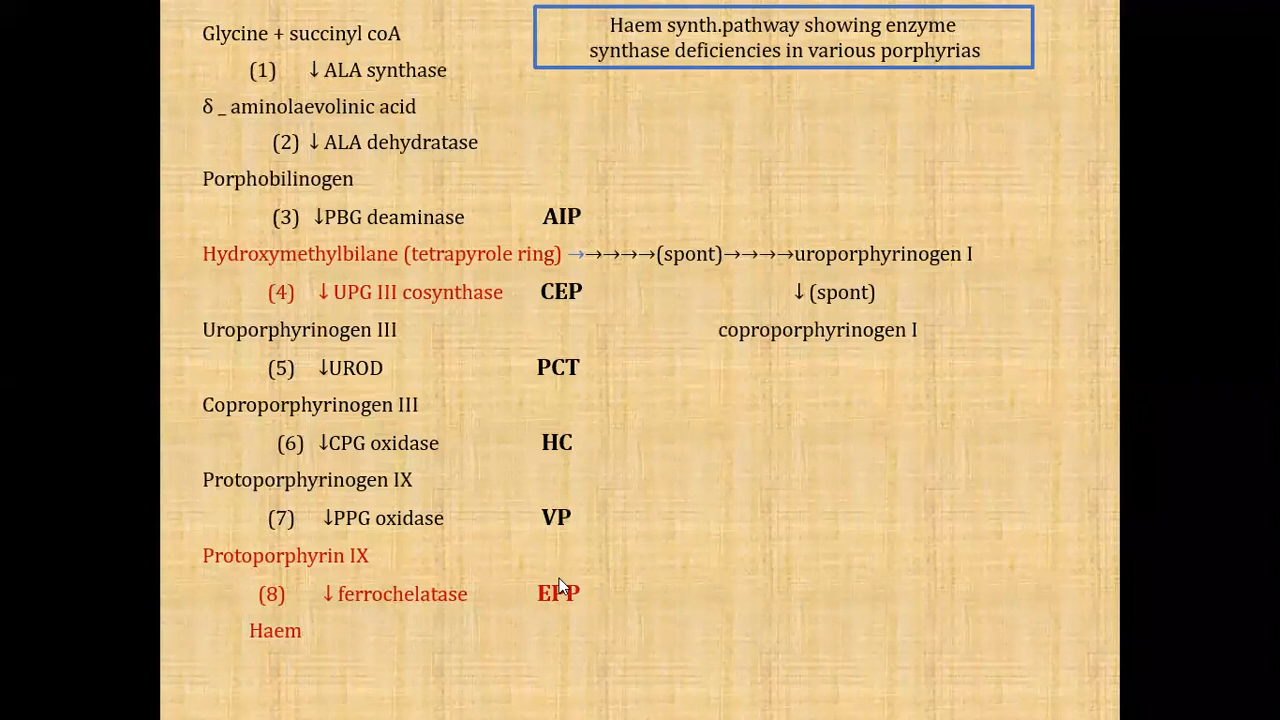 Haem synth.pathway showing enzyme
synthase deficiencies in various porphyrias
Glycine + succinyl coA
(1) ↓ ALA synthase
δ _ aminolaevolinic acid
(2) ↓ ALA dehydratase
Porphobilinogen
(3) ↓PBG deaminase AIP
Hydroxymethylbilane (tetrapyrole ring) →→→→→(spont)→→→→uroporphyrinogen I
(4) ↓ UPG III cosynthase CEP ↓ (spont)
Uroporphyrinogen III coproporphyrinogen I
(5) ↓UROD PCT
Coproporphyrinogen III
(6) ↓CPG oxidase HC
Protoporphyrinogen IX
(7) ↓PPG oxidase VP
Protoporphyrin IX
(8) ↓ ferrochelatase EPP
Haem